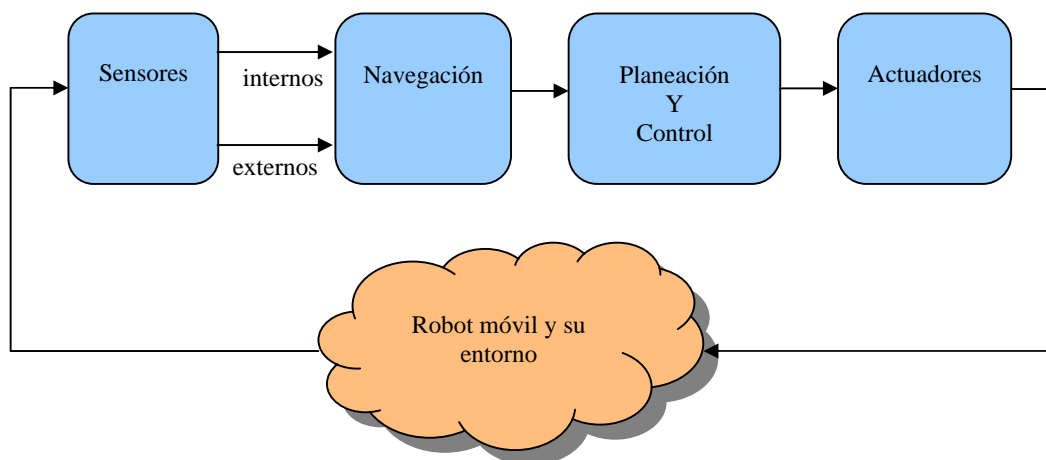 Sensores
internos
externos
Navegación
Planeación
Y
Control
Actuadores
Robot móvil y su
entorno